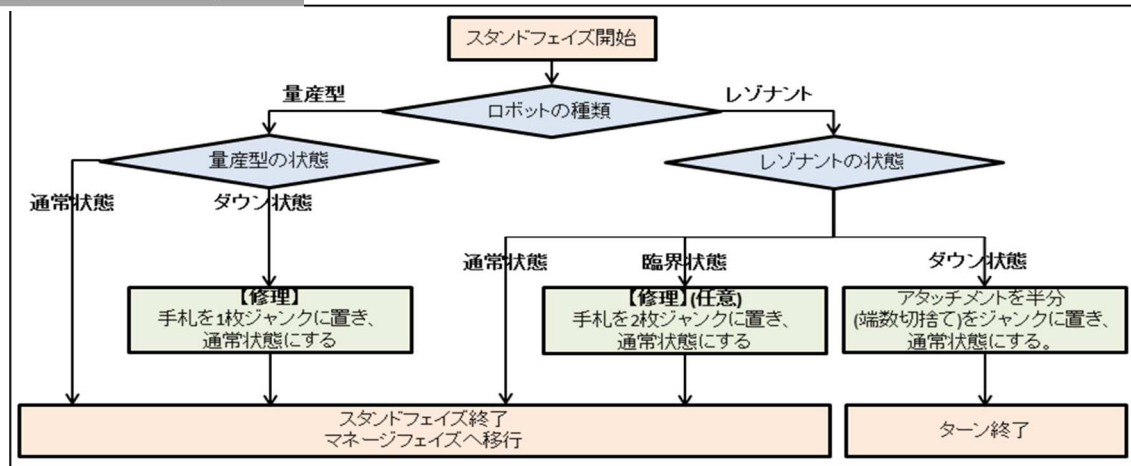 スタンドフェイズ開始
量産型
ロボットの種類
レゾナント
量産型の状態
レゾナントの状態
通常状態
ダウン状態
通常状態
臨界状態
ダウン状態
【修理】
手札を1枚ジャンクに置き、
通常状態にする
【修理】(任意)
手札を2枚ジャンクに置き、
通常状態にする
アタッチメントを半分
(端数切捨て)をジャンクに置き、
通常状態にする。
スタンドフェイズ終了
マネージフェイズへ移行
ターン終了